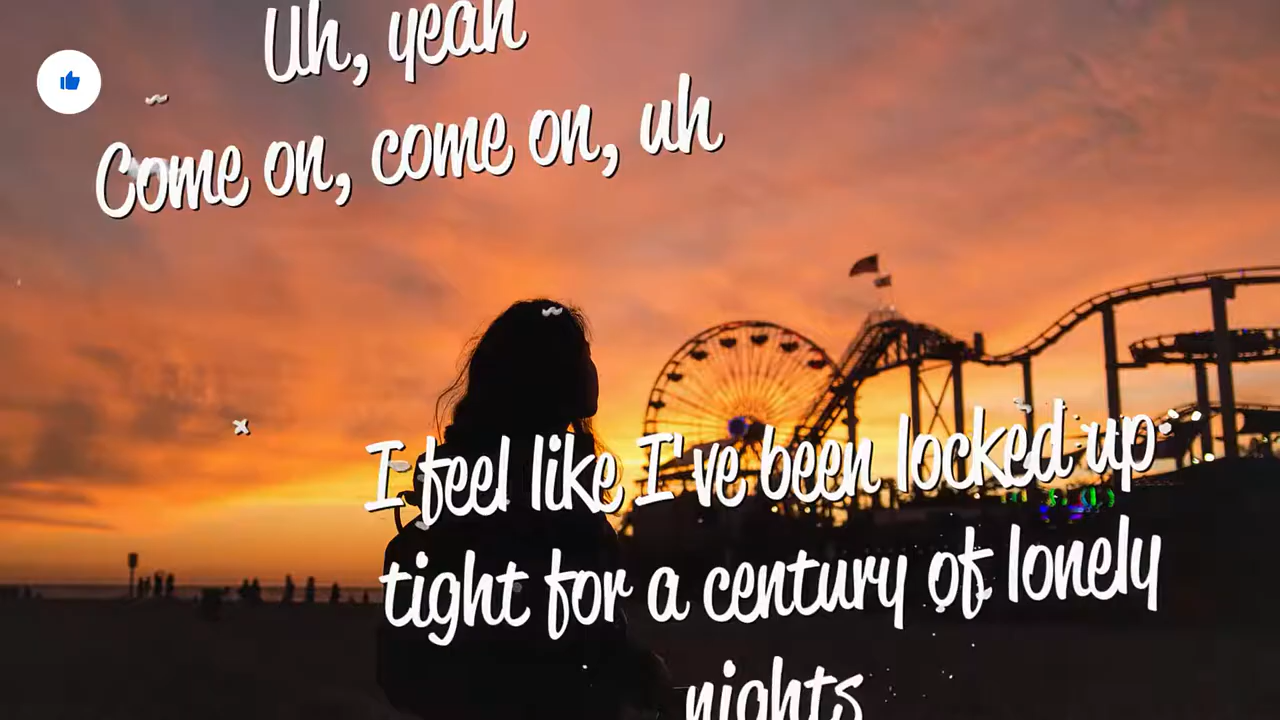 Uh, yeah
Come on, come on, uh
I feel like I've been locked up
tight for a century of lonely
nights